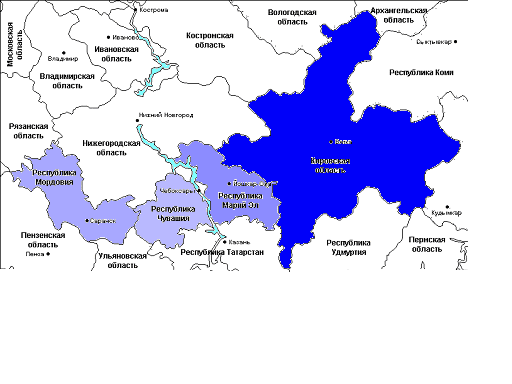 Кострома
Вологодская
область
Архангельская
область
Московская
область
Иваново
Ивановская
область
Костронская
область
Сыктывкар
Владимир
Владимирская
область
Республика Коми
Нижний Новгород
Рязанская
область
Нижегородская
область
Киров
Кировская
область
Республика
Мордовия
Йошкар-Ола
Чебоксары
Республика
Марий Эл
Республика
Чувашия
Саранск
Кудымкар
Пензенская
область
Пенза
Казань
Республика
Удмуртия
Пермская
область
Ульяновская
область
Республика Татарстан